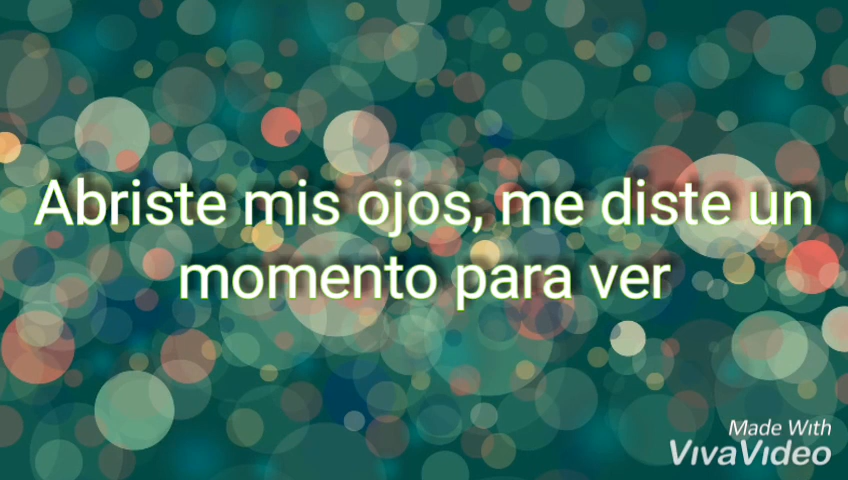 Abriste mis ojos, me diste un
momento para ver
Made With
VivaVideo